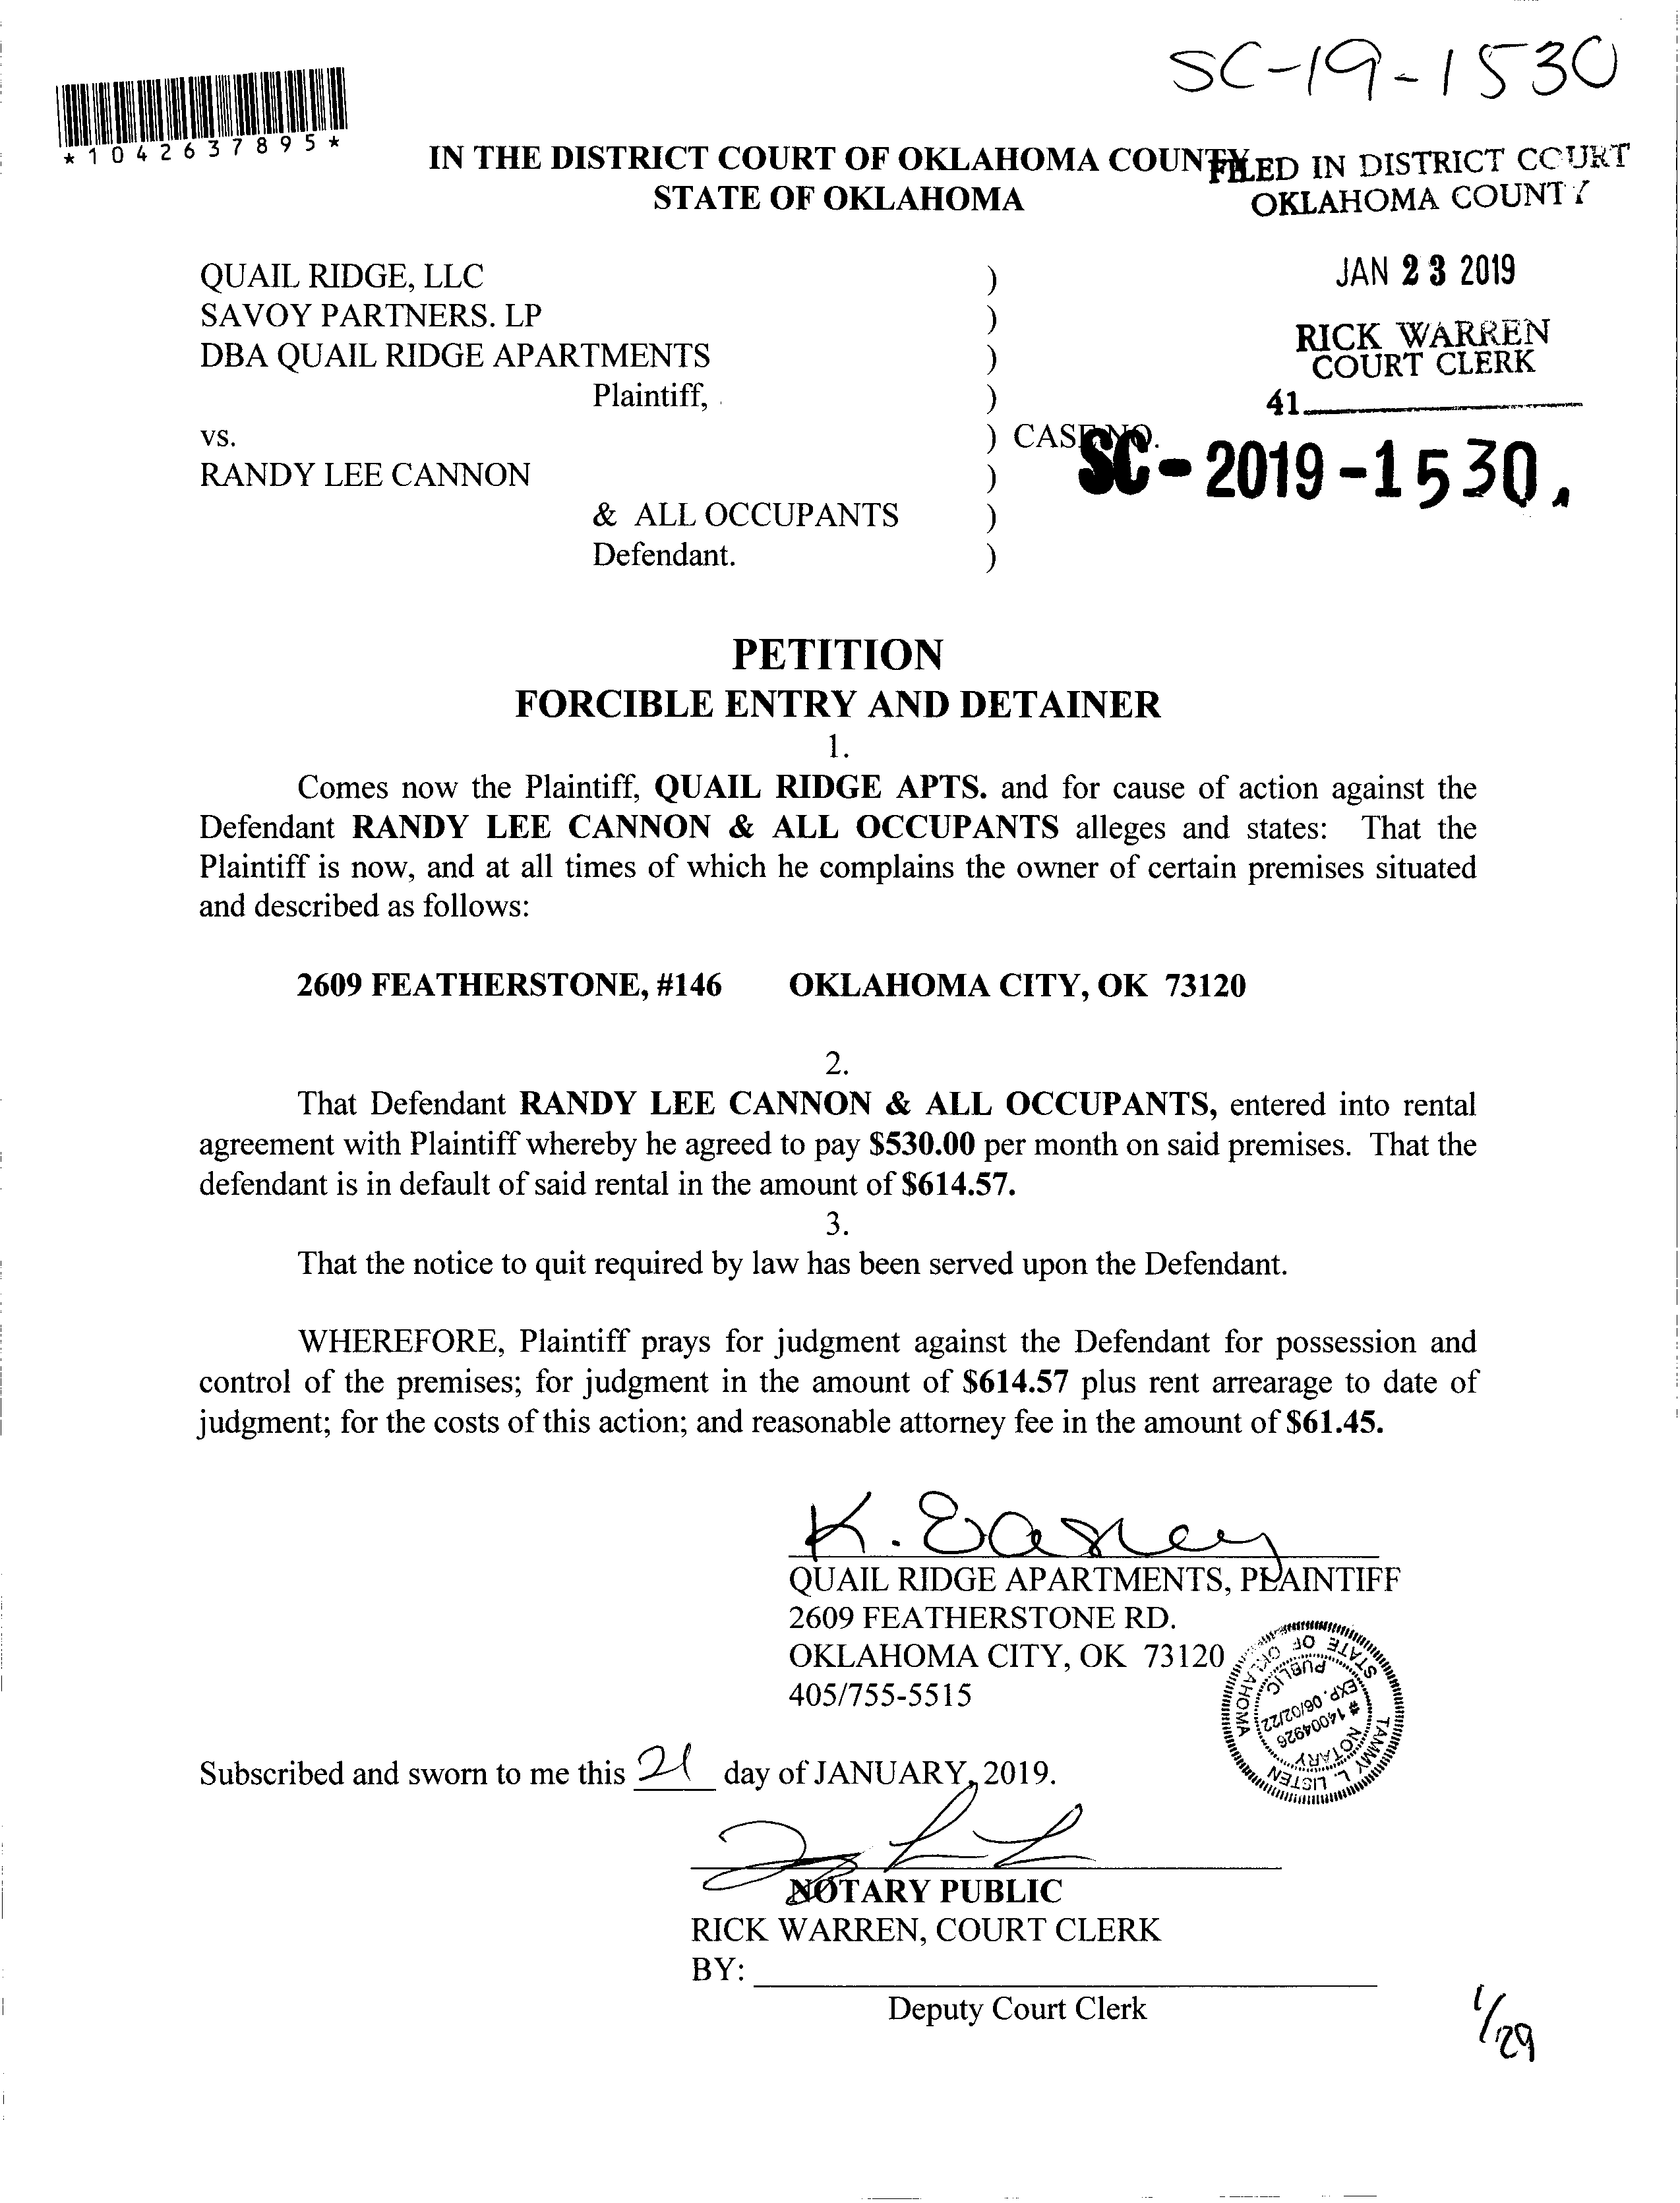 SC-19-1530
*1042637895*
IN THE DISTRICT COURT OF OKLAHOMA COUNTY
STATE OF OKLAHOMA
FILED IN DISTRICT COURT
OKLAHOMA COUNTY
JAN 23 2019
RICK WARREN
COURT CLERK
41
QUAIL RIDGE, LLC )
SAVOY PARTNERS. LP )
DBA QUAIL RIDGE APARTMENTS )
Plaintiff, )
vs. ) CASE NO.
SC-2019-1530
RANDY LEE CANNON )
& ALL OCCUPANTS )
Defendant. )
PETITION
FORCIBLE ENTRY AND DETAINER
1.
Comes now the Plaintiff, QUAIL RIDGE APTS. and for cause of action against the
Defendant RANDY LEE CANNON & ALL OCCUPANTS alleges and states: That the
Plaintiff is now, and at all times of which he complains the owner of certain premises situated
and described as follows:
2609 FEATHERSTONE, #146 OKLAHOMA CITY, OK 73120
2.
That Defendant RANDY LEE CANNON & ALL OCCUPANTS, entered into rental
agreement with Plaintiff whereby he agreed to pay $530.00 per month on said premises. That the
defendant is in default of said rental in the amount of $614.57.
3.
That the notice to quit required by law has been served upon the Defendant.
WHEREFORE, Plaintiff prays for judgment against the Defendant for possession and
control of the premises; for judgment in the amount of $614.57 plus rent arrearage to date of
judgment; for the costs of this action; and reasonable attorney fee in the amount of $61.45.
K. Easley
QUAIL RIDGE APARTMENTS, PLAINTIFF
2609 FEATHERSTONE RD.
OKLAHOMA CITY, OK 73120
405/755-5515
TAMMY L. LISTEN
STATE OF OKLAHOMA
NOTARY
# 14004926
EXP. 06/02/22
PUBLIC
Subscribed and sworn to me this 21 day of JANUARY, 2019.
NOTARY PUBLIC
RICK WARREN, COURT CLERK
BY:
Deputy Court Clerk
1/29